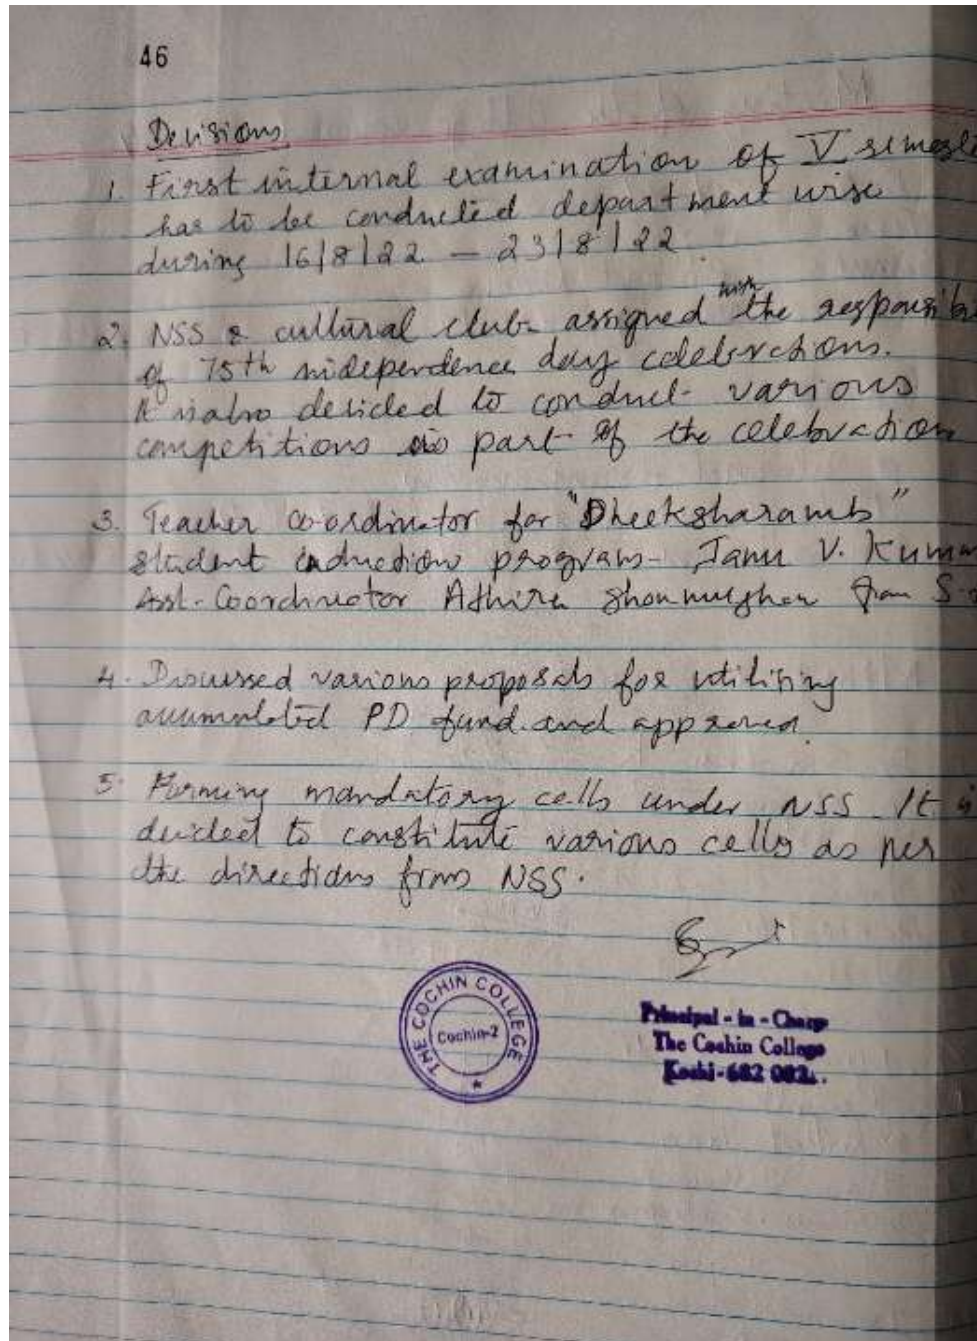 46
Decisions
1. First internal examination of V semest
has to be conducted department wise
during 16/8/22 – 23/8/22.
with
2. NSS & cultural club assigned the responsib
of 75th independence day celebrations.
It is also decided to conduct various
competitions as part of the celebration
3. Teacher co-ordinator for "Dheeksharamb"
student induction program – Janu V. Kumar
Asst. Coordinator Athira Shanmughan from S.
4. Discussed various proposals for utilising
accumulated PD fund and approved.
5. Forming mandatory cells under NSS. It is
decided to constitute various cells as per
the directions from NSS.
THE COCHIN COLLEGE
Cochin-2
Principal - in - Charge
The Cochin College
Kochi - 682 002.